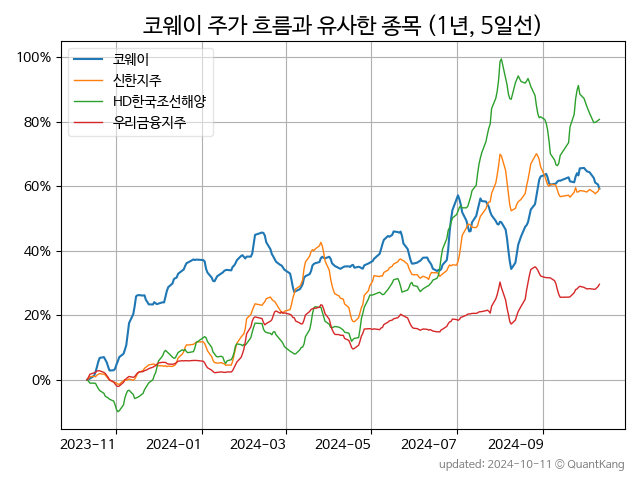 코웨이 주가 흐름과 유사한 종목 (1년, 5일선)
코웨이
신한지주
HD한국조선해양
우리금융지주
100%
80%
60%
40%
20%
0%
2023-11
2024-01
2024-03
2024-05
2024-07
2024-09
updated: 2024-10-11 © QuantKang